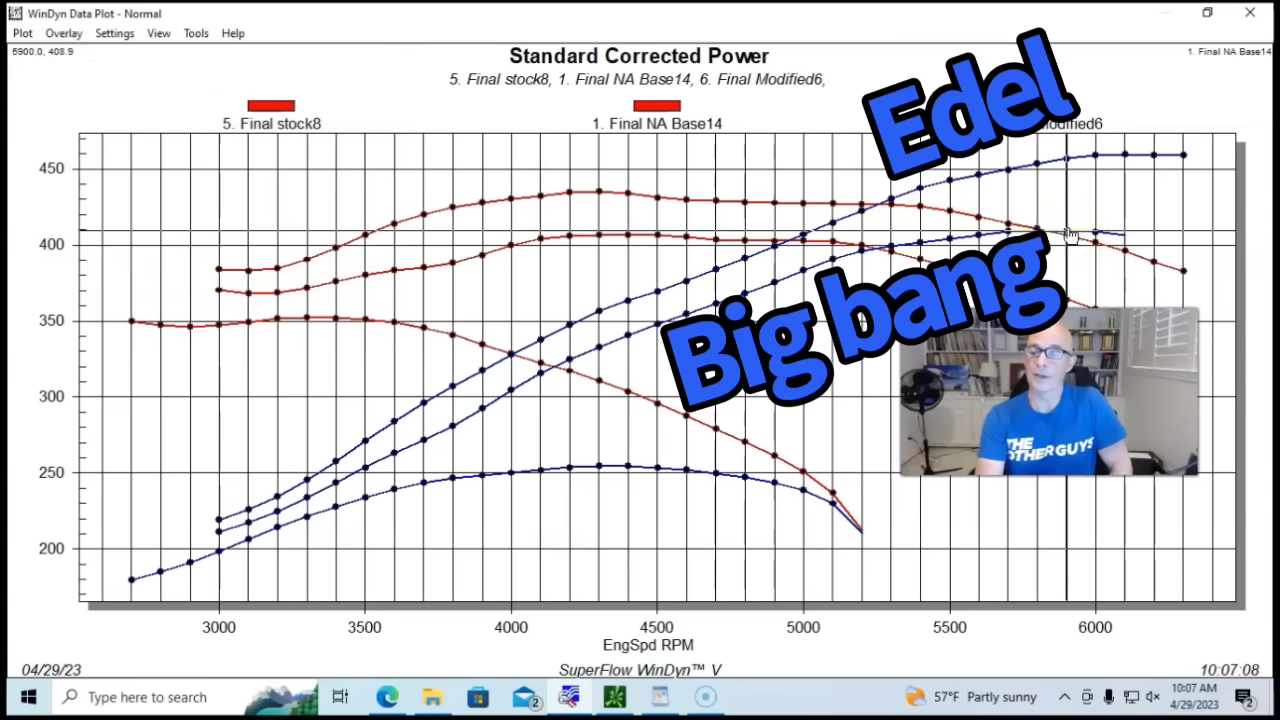 WinDyn Data Plot - Normal
Plot Overlay Settings View Tools Help
5900.0, 408.9
1. Final NA Base14
Standard Corrected Power
5. Final stock8, 1. Final NA Base14, 6. Final Modified6,
5. Final stock8
1. Final NA Base14
Edel
Big bang
450
400
350
300
250
200
THE
OTHER GUYS
3000 3500 4000 4500 5000 5500 6000
EngSpd RPM
04/29/23
SuperFlow WinDyn™ V
10:07:08
Type here to search
2
57°F Partly sunny
10:07 AM
4/29/2023
2